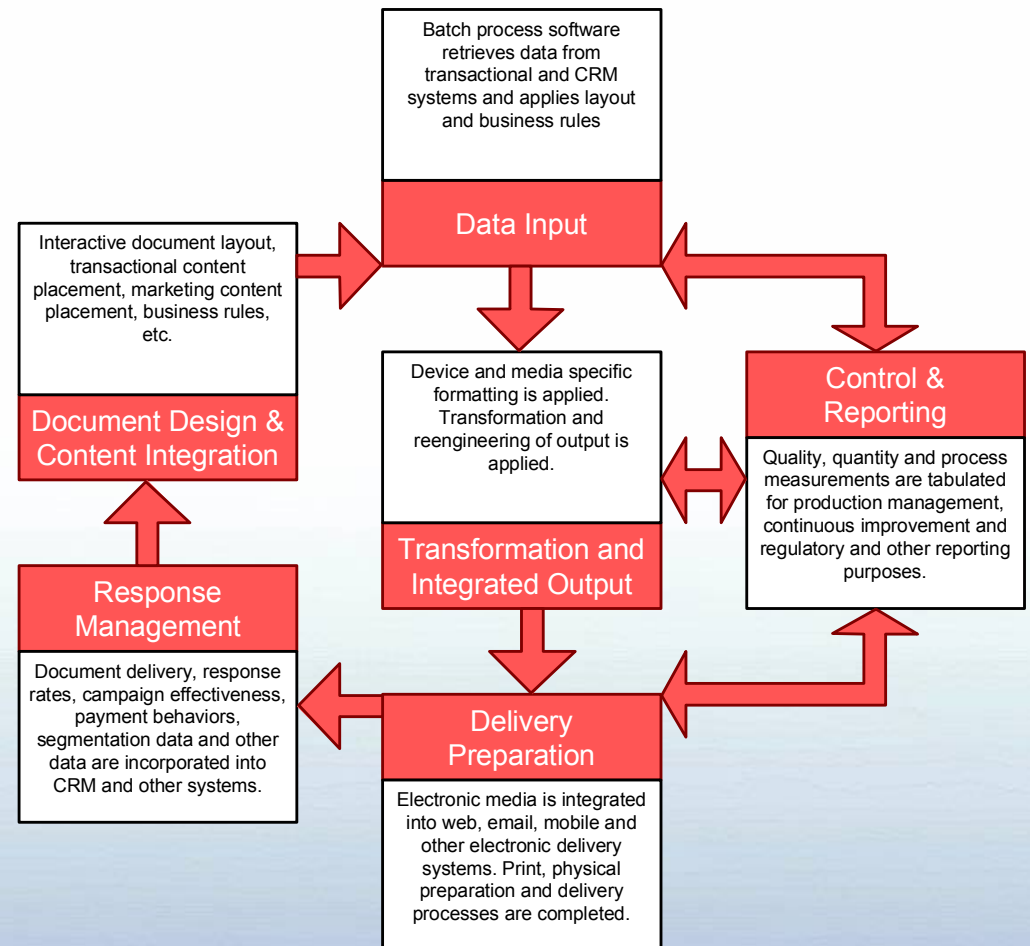 Batch process software
retrieves data from
transactional and CRM
systems and applies layout
and business rules
Data Input
Interactive document layout,
transactional content
placement, marketing content
placement, business rules,
etc.
Document Design &
Content Integration
Device and media specific
formatting is applied.
Transformation and
reengineering of output is
applied.
Transformation and
Integrated Output
Control &
Reporting
Quality, quantity and process
measurements are tabulated
for production management,
continuous improvement and
regulatory and other reporting
purposes.
Response
Management
Document delivery, response
rates, campaign effectiveness,
payment behaviors,
segmentation data and other
data are incorporated into
CRM and other systems.
Delivery
Preparation
Electronic media is integrated
into web, email, mobile and
other electronic delivery
systems. Print, physical
preparation and delivery
processes are completed.